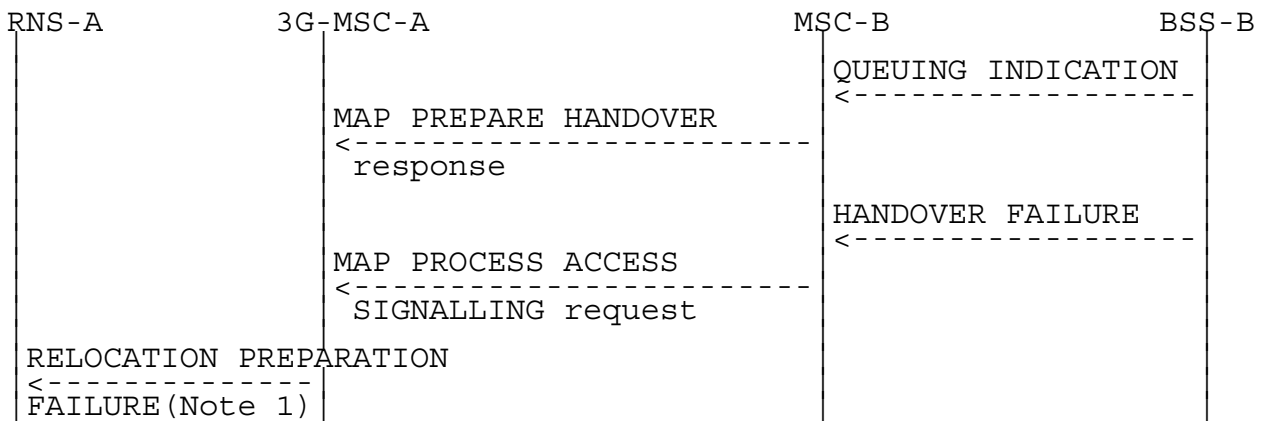 RNS-A 3G-MSC-A MSC-B BSS-B
QUEUING INDICATION
MAP PREPARE HANDOVER
response
HANDOVER FAILURE
MAP PROCESS ACCESS
SIGNALLING request
RELOCATION PREPARATION
FAILURE(Note 1)